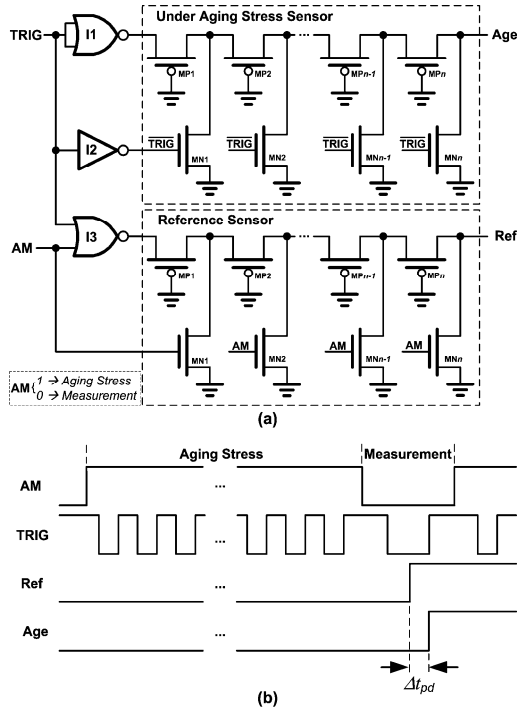 Under Aging Stress Sensor
TRIG I1 Age
MP1 MP2 ... MPn-1 MPn
I2 TRIG MN1 TRIG MN2 TRIG MNn-1 TRIG MNn
Reference Sensor
AM I3 Ref
MP1 MP2 ... MPn-1 MPn
MN1 AM MN2 AM MNn-1 AM MNn
AM { 1 → Aging Stress
0 → Measurement
(a)
Aging Stress Measurement
AM ...
TRIG ...
Ref ...
Age ...
Δtpd
(b)